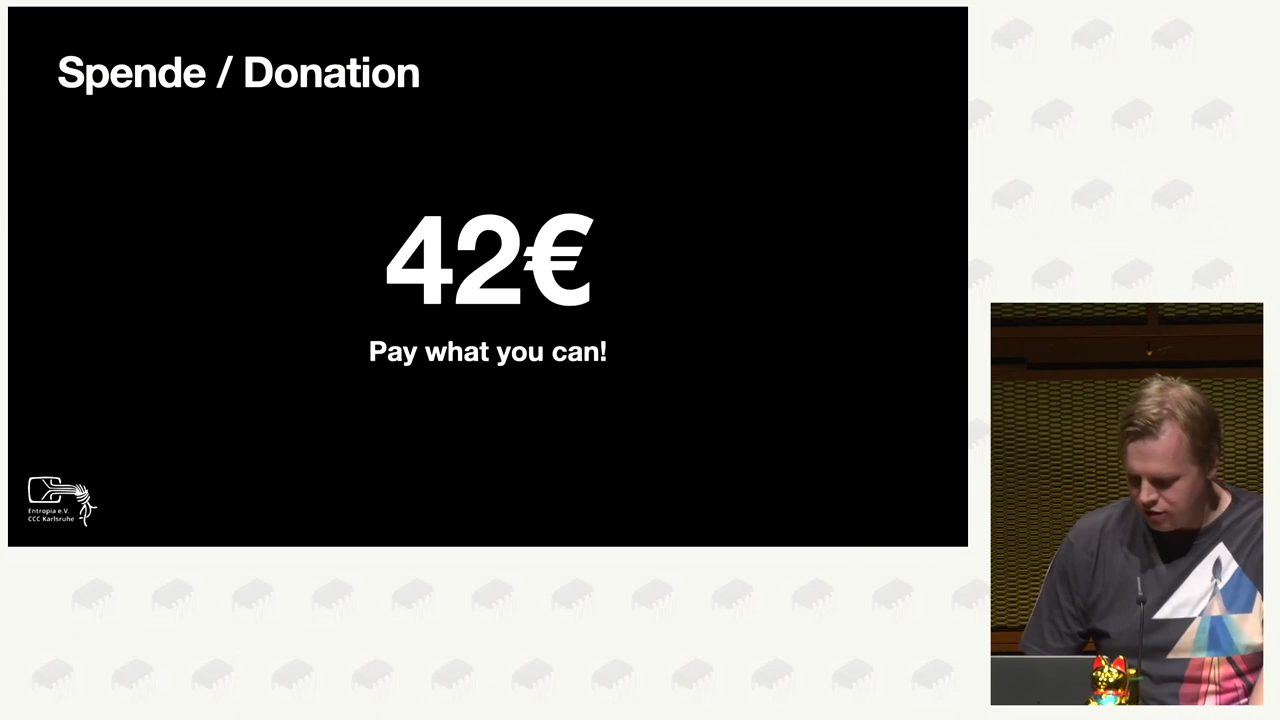 Spende / Donation
42€
Pay what you can!
Entropia e.V.
CCC Karlsruhe